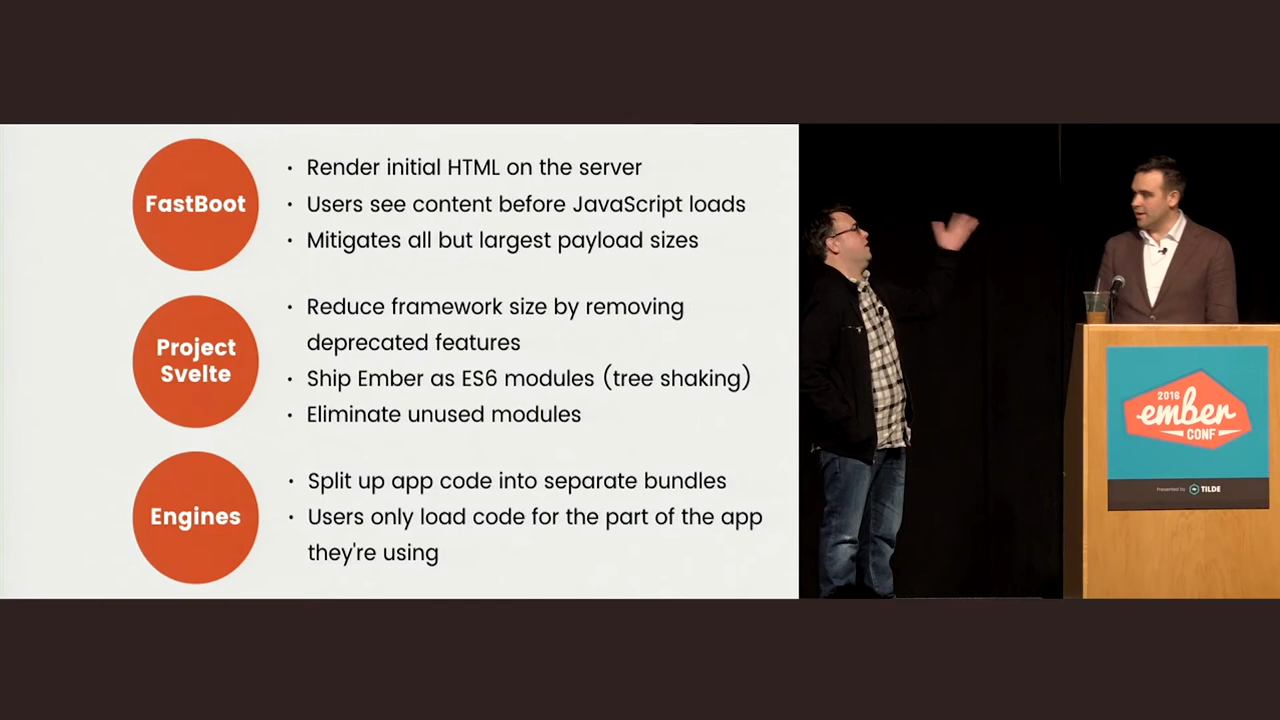 FastBoot
• Render initial HTML on the server
• Users see content before JavaScript loads
• Mitigates all but largest payload sizes
Project
Svelte
• Reduce framework size by removing
deprecated features
• Ship Ember as ES6 modules (tree shaking)
• Eliminate unused modules
Engines
• Split up app code into separate bundles
• Users only load code for the part of the app
they're using
2016
ember
CONF
Presented by TILDE